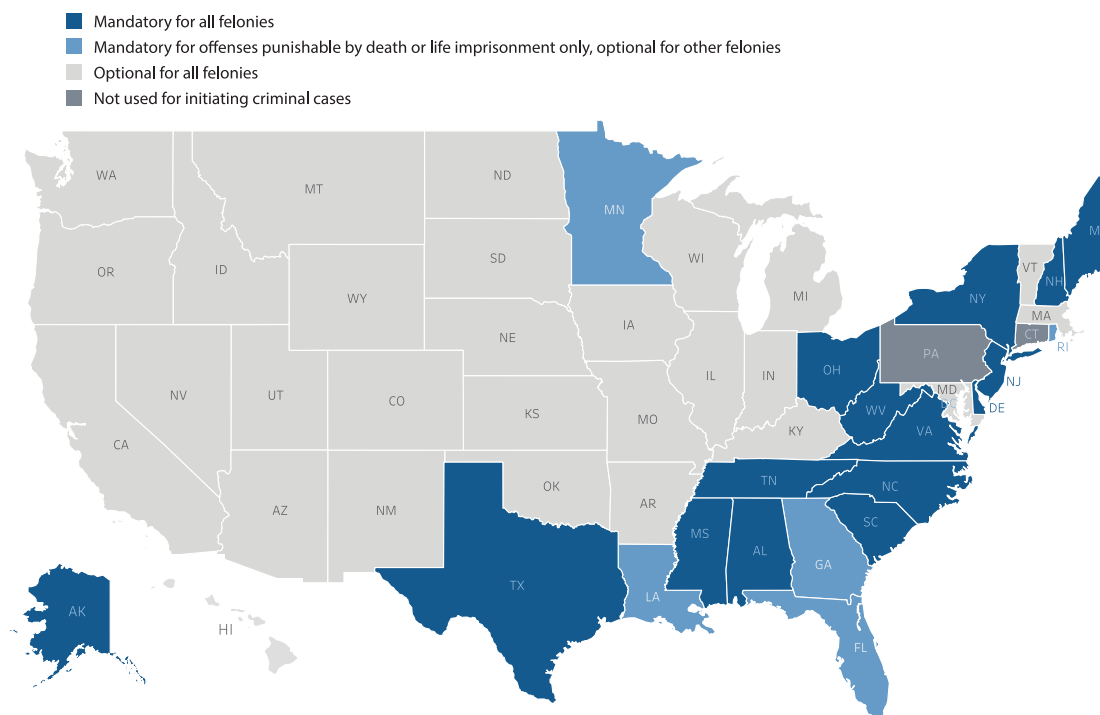 Mandatory for all felonies
Mandatory for offenses punishable by death or life imprisonment only, optional for other felonies
Optional for all felonies
Not used for initiating criminal cases
WA
MT
ND
MN
OR
ID
SD
WI
WY
MI
NY
VT
NH
M
MA
CT
RI
IA
NE
PA
NV
UT
CO
IL
IN
OH
NJ
KS
MO
MD
DE
WV
CA
KY
VA
OK
TN
AZ
NM
AR
NC
SC
MS
AL
GA
TX
LA
AK
HI
FL